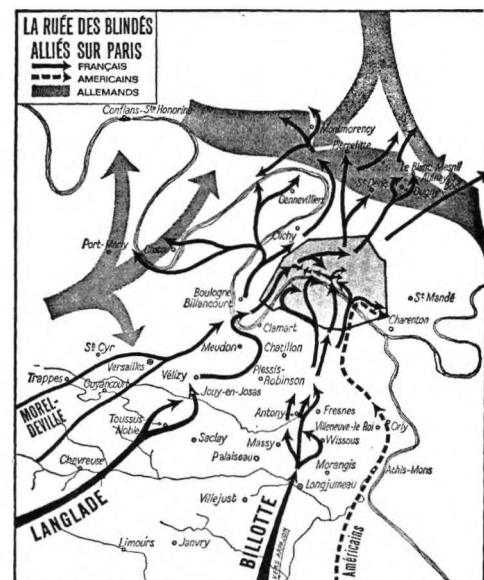 LA RUÉE DES BLINDÉS
ALLIÉS SUR PARIS
FRANÇAIS
AMERICAINS
ALLEMANDS
Conflans-Ste Honorine
Montmorency
Pierrefitte
Le Blanc-Mesnil
St Denis
Gennevilliers
Clichy
Port-Marly
Chatou
Boulogne
Billancourt
St Mandé
Charenton
Clamart
St Cyr
Meudon
Chatillon
Versailles
Trappes
Guyancourt
Vélizy
Plessis-
Robinson
Jouy-en-Josas
MOREL-
DEVILLE
Toussus-
Noble
Antony
Fresnes
Villeneuve-le Roi
Orly
Saclay
Massy
Wissous
Chevreuse
Palaiseau
Morangis
Athis-Mons
Longjumeau
LANGLADE
Villejust
BILLOTTE
Limours
Janvry
Américains